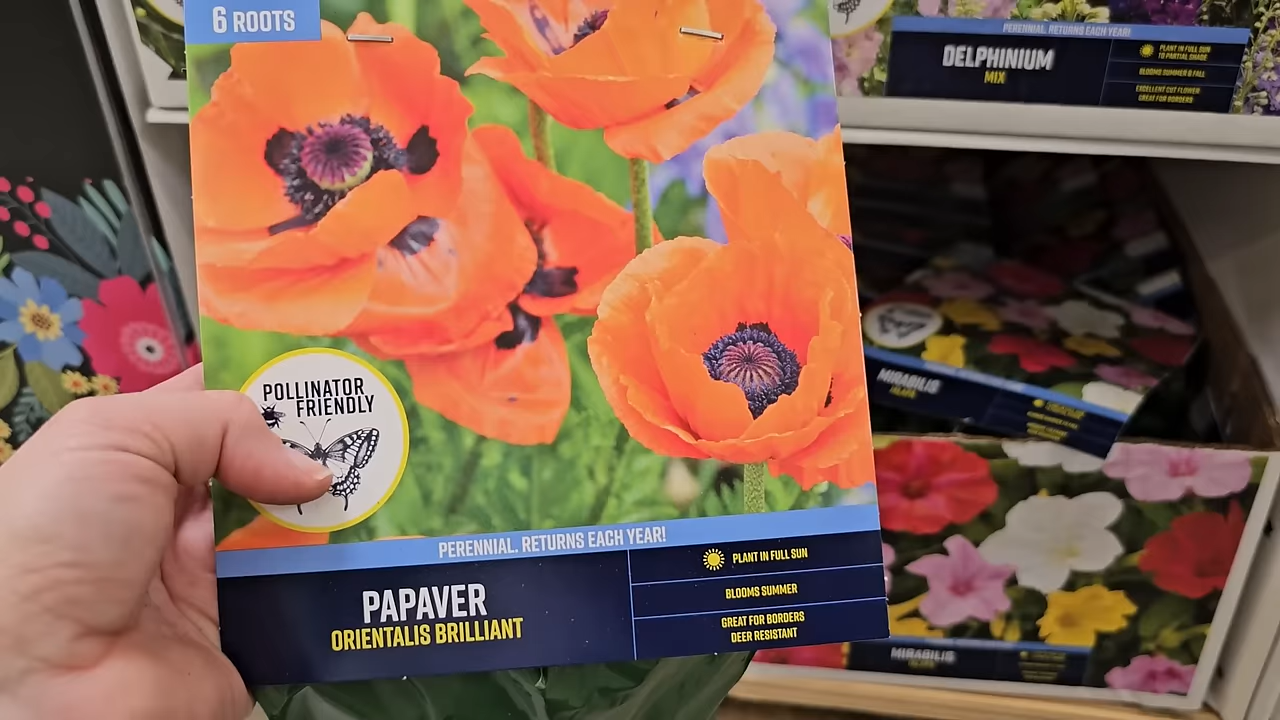 6 ROOTS
POLLINATOR
FRIENDLY
PERENNIAL. RETURNS EACH YEAR!
PAPAVER
ORIENTALIS BRILLIANT
PLANT IN FULL SUN
BLOOMS SUMMER
GREAT FOR BORDERS
DEER RESISTANT
PERENNIAL. RETURNS EACH YEAR!
DELPHINIUM
MIX
PLANT IN FULL SUN
TO PARTIAL SHADE
BLOOMS SUMMER & FALL
EXCELLENT CUT FLOWER
GREAT FOR BORDERS
MIRABILIS
MIRABILIS